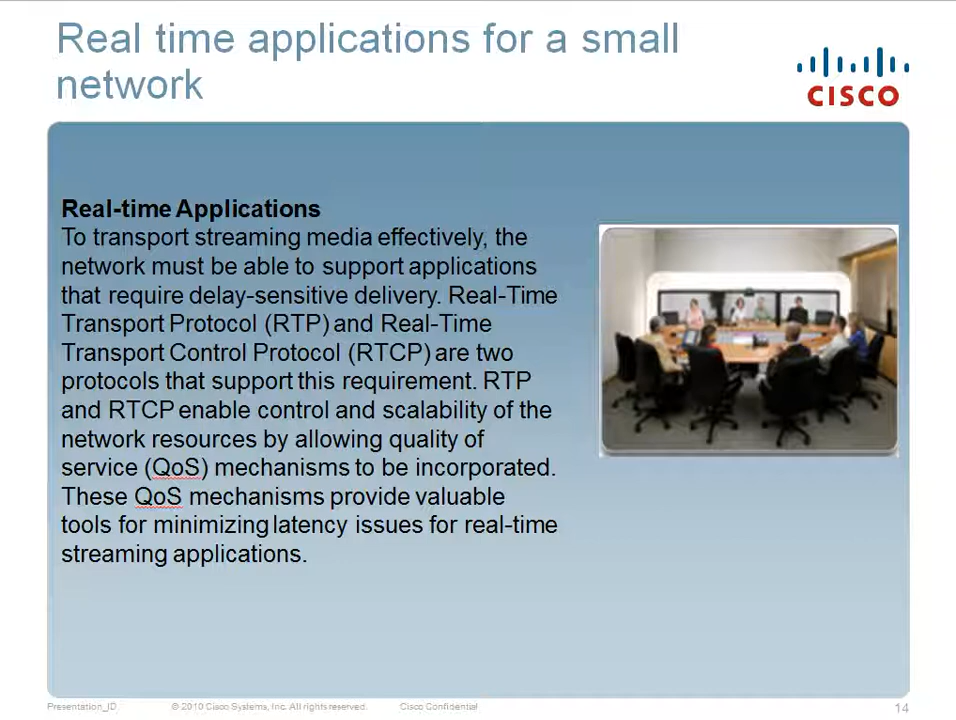 Real time applications for a small
network
CISCO
Real-time Applications
To transport streaming media effectively, the
network must be able to support applications
that require delay-sensitive delivery. Real-Time
Transport Protocol (RTP) and Real-Time
Transport Control Protocol (RTCP) are two
protocols that support this requirement. RTP
and RTCP enable control and scalability of the
network resources by allowing quality of
service (QoS) mechanisms to be incorporated.
These QoS mechanisms provide valuable
tools for minimizing latency issues for real-time
streaming applications.
Presentation_ID
© 2010 Cisco Systems, Inc. All rights reserved.
Cisco Confidential
14